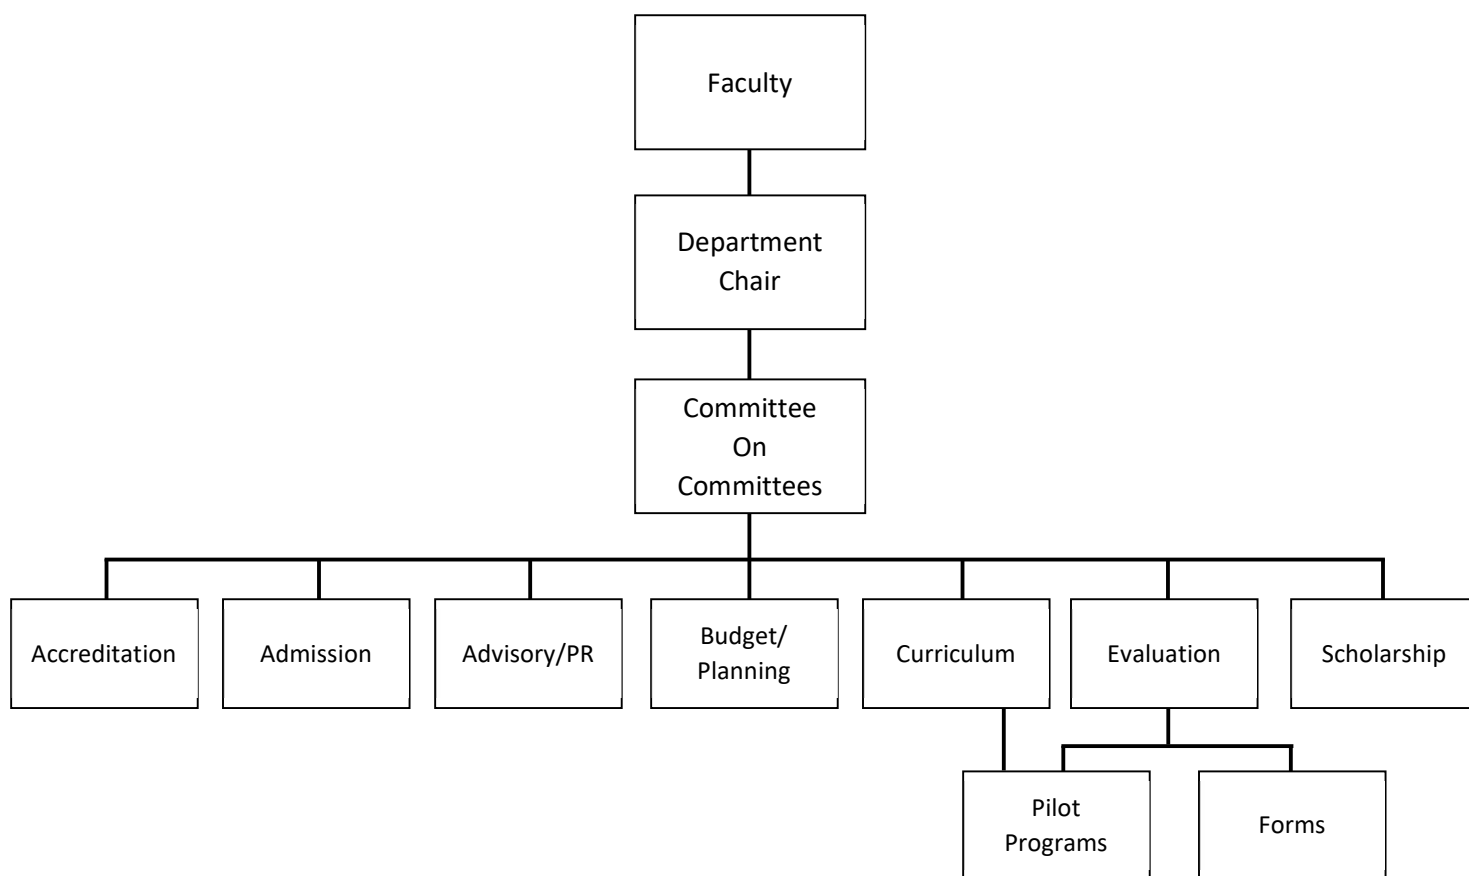 Faculty
Department
Chair
Committee
On
Committees
Accreditation
Admission
Advisory/PR
Budget/
Planning
Curriculum
Evaluation
Scholarship
Pilot
Programs
Forms